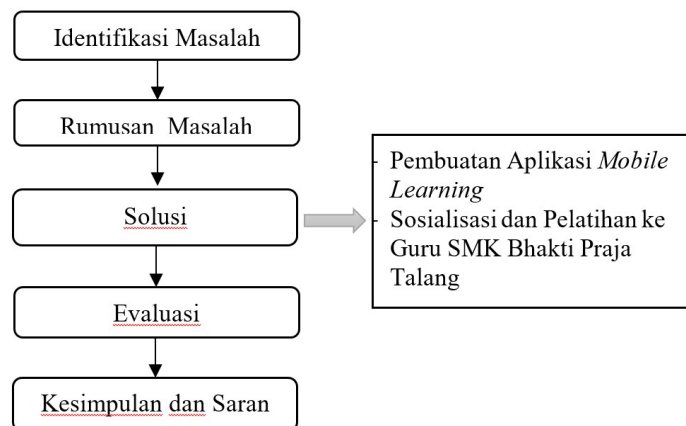 Identifikasi Masalah
Rumusan Masalah
Solusi
- Pembuatan Aplikasi Mobile
Learning
- Sosialisasi dan Pelatihan ke
Guru SMK Bhakti Praja
Talang
Evaluasi
Kesimpulan dan Saran